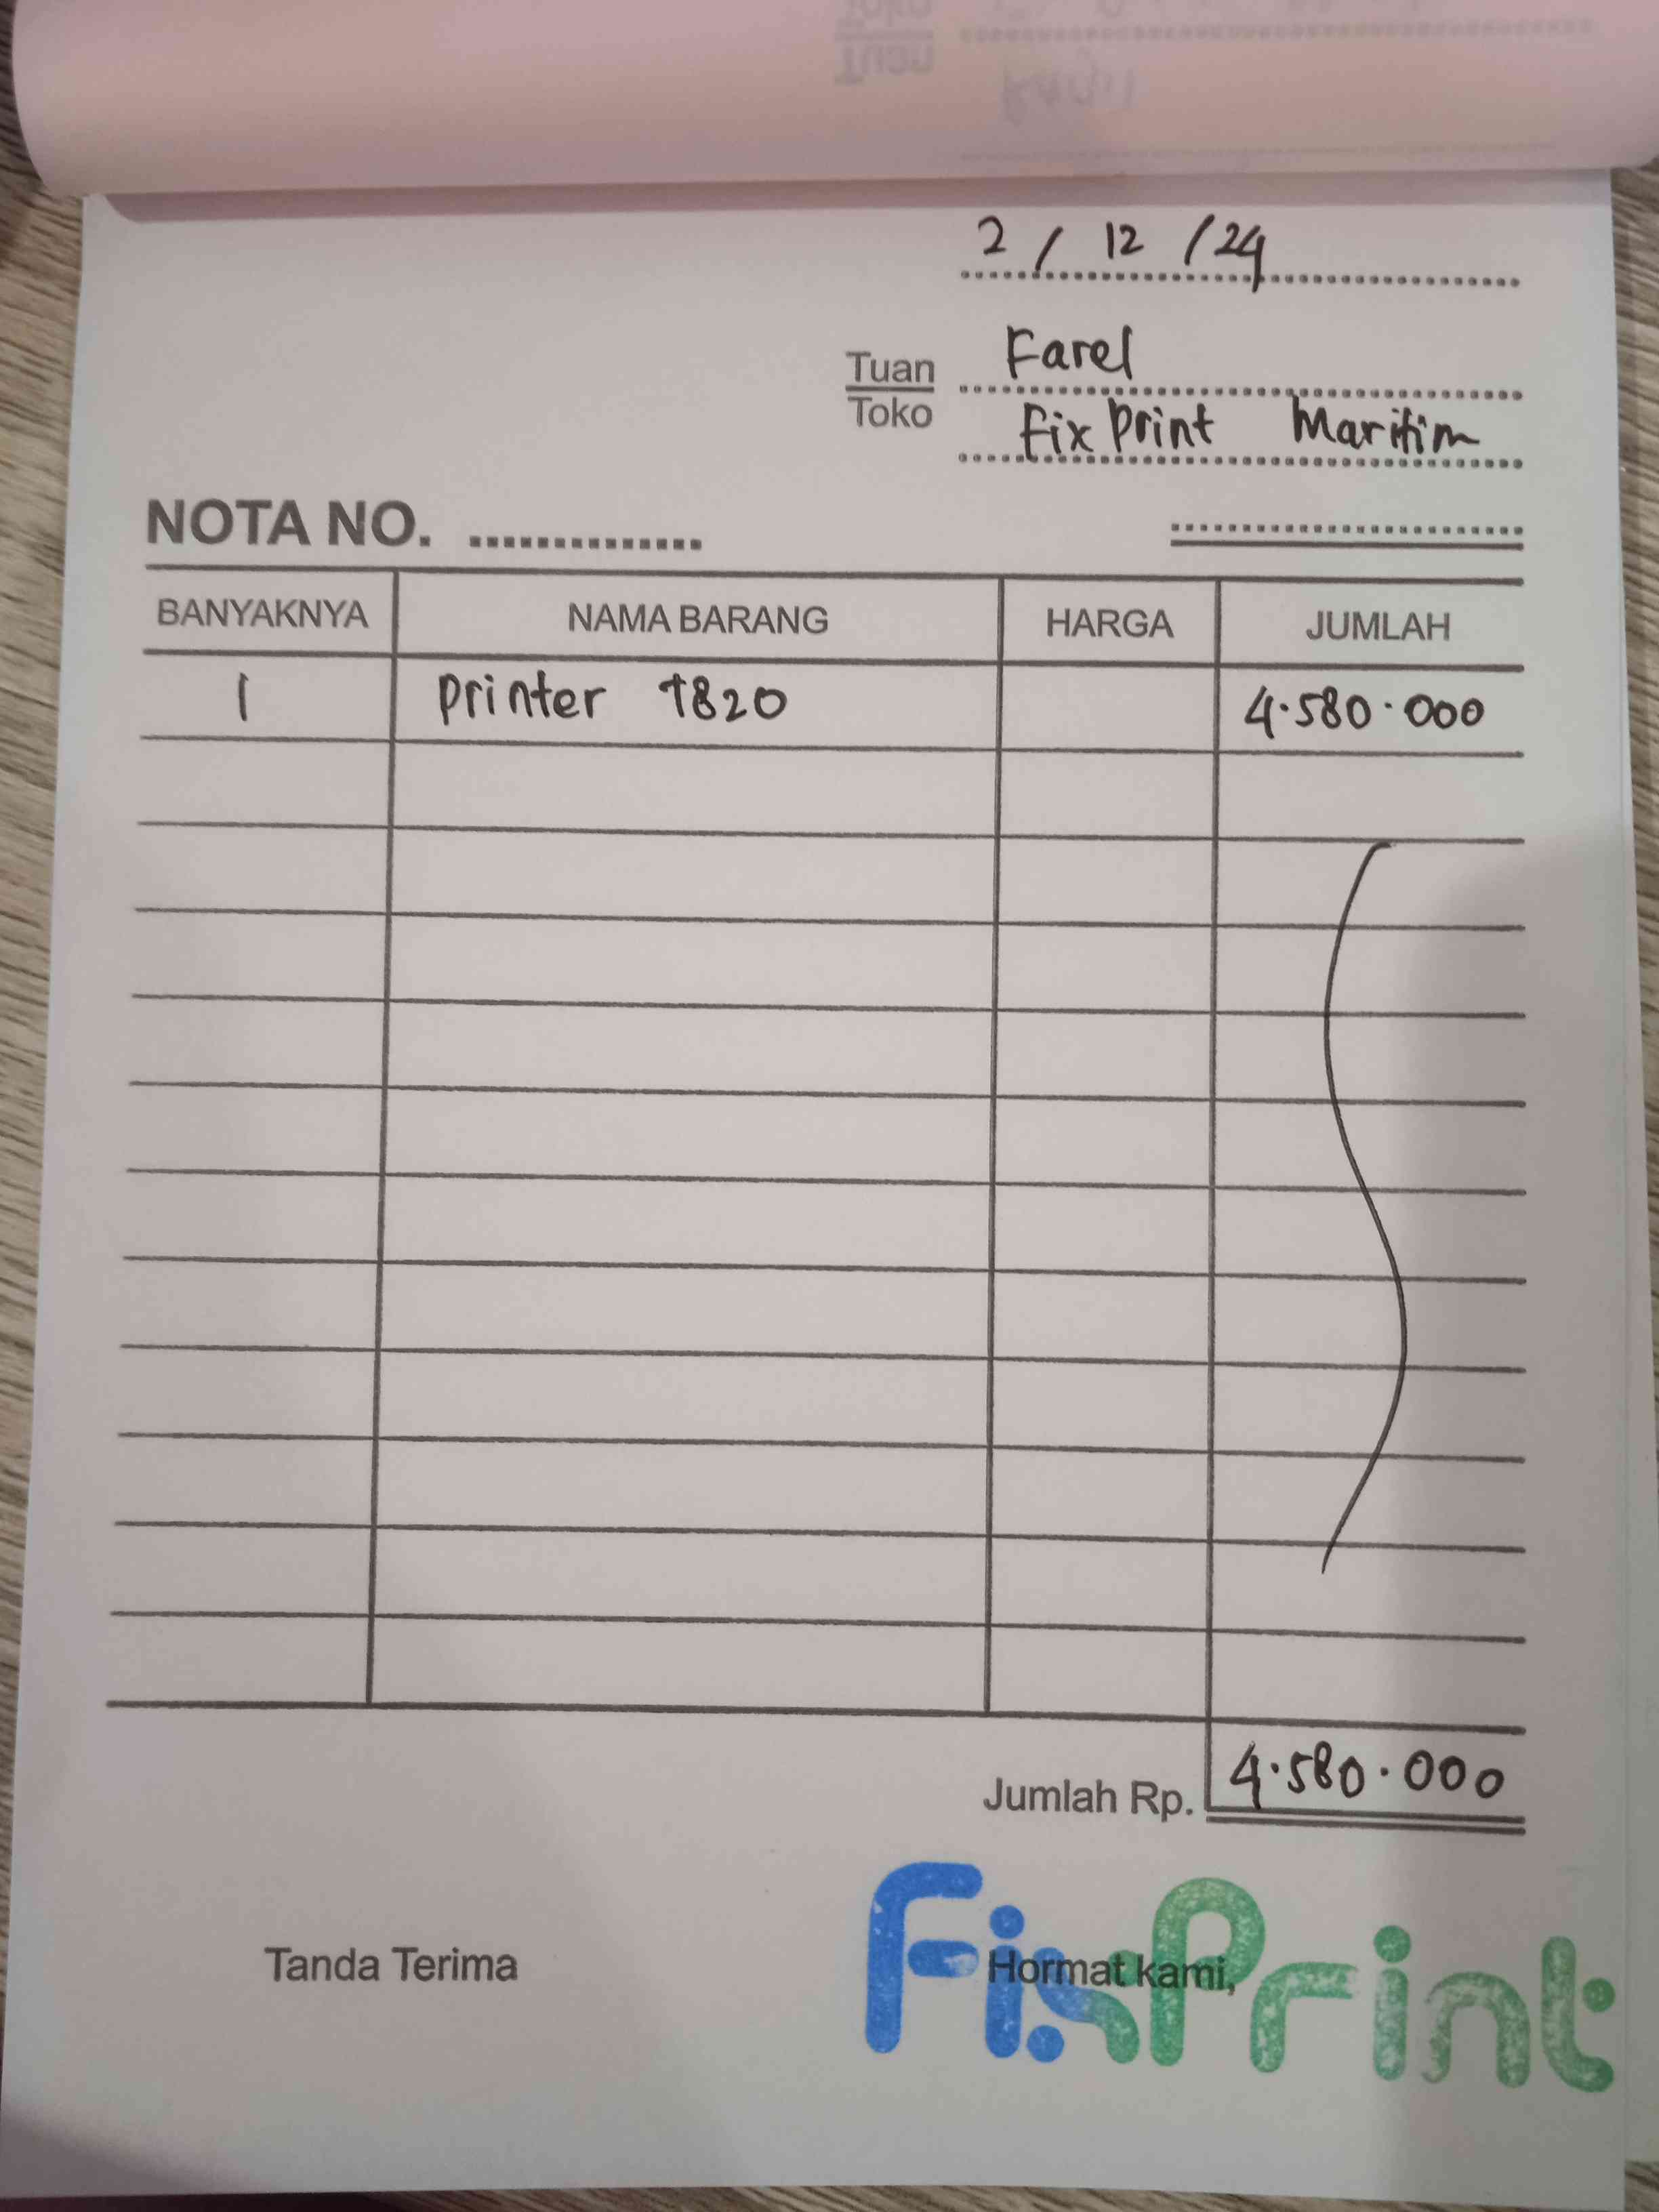 2 / 12 / 24
Tuan Farel
Toko Fix Print Maritim
NOTA NO. ..............
BANYAKNYA NAMA BARANG HARGA JUMLAH
1 Printer T820 4.580.000
Jumlah Rp. 4.580.000
Tanda Terima Hormat kami,
FixPrint